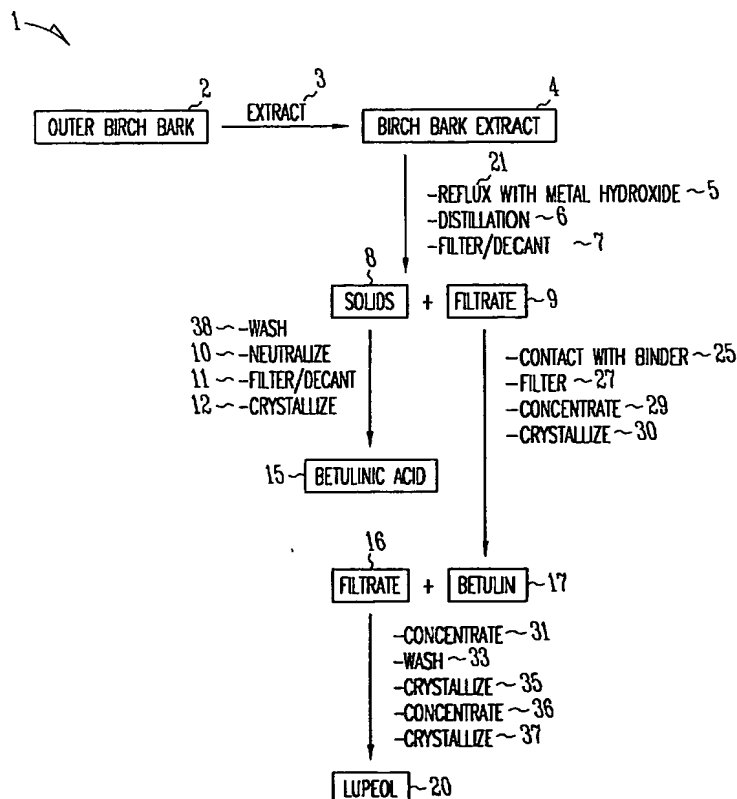 1
2
3
4
OUTER BIRCH BARK
EXTRACT
BIRCH BARK EXTRACT
21
-REFLUX WITH METAL HYDROXIDE ~ 5
-DISTILLATION ~ 6
-FILTER/DECANT ~ 7
8
SOLIDS + FILTRATE ~ 9
38 ~ -WASH
10 ~ -NEUTRALIZE
11 ~ -FILTER/DECANT
12 ~ -CRYSTALLIZE
-CONTACT WITH BINDER ~ 25
-FILTER ~ 27
-CONCENTRATE ~ 29
-CRYSTALLIZE ~ 30
15 ~ BETULINIC ACID
16
FILTRATE + BETULIN ~ 17
-CONCENTRATE ~ 31
-WASH ~ 33
-CRYSTALLIZE ~ 35
-CONCENTRATE ~ 36
-CRYSTALLIZE ~ 37
LUPEOL ~ 20